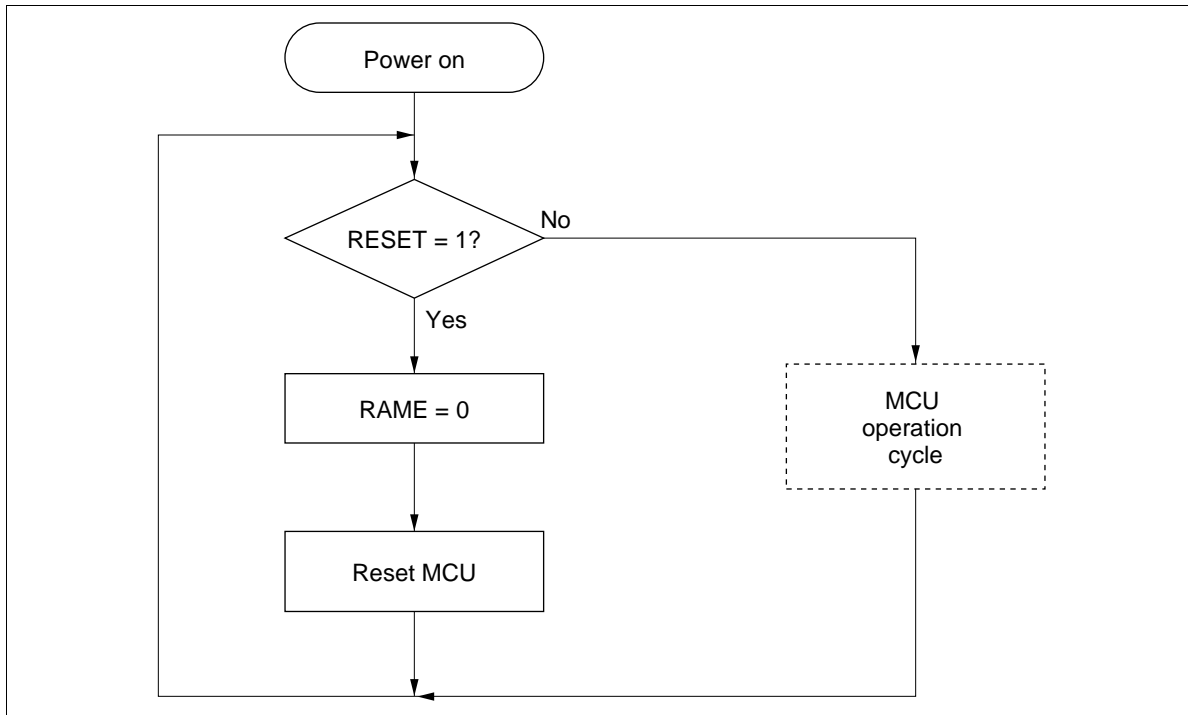 Power on
RESET = 1?
No
Yes
RAME = 0
MCU
operation
cycle
Reset MCU